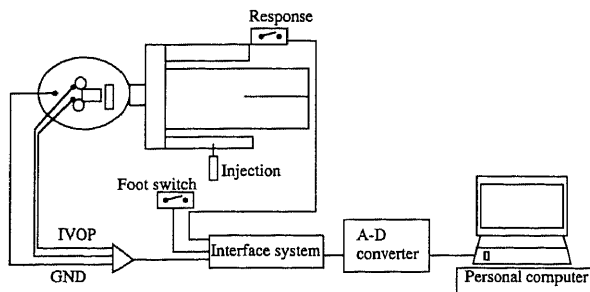 Response
Injection
Foot switch
IVOP
GND
Interface system
A-D
converter
Personal computer